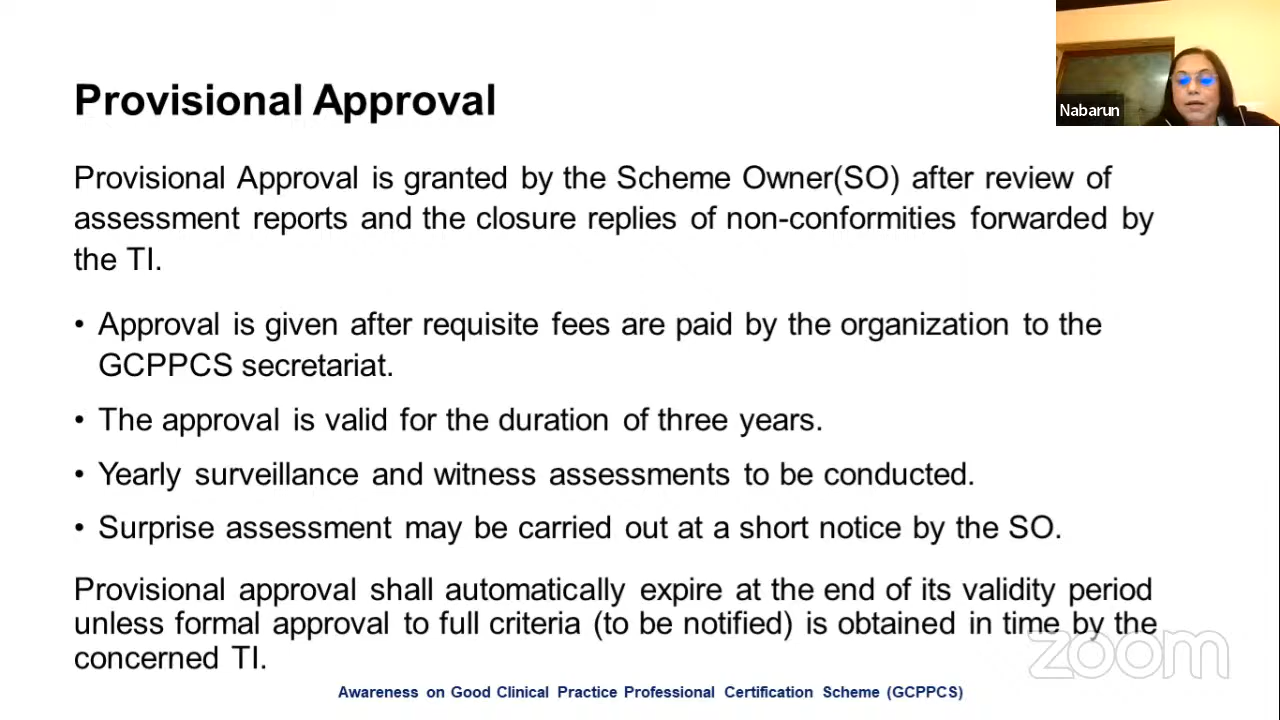 Provisional Approval
Nabarun
Provisional Approval is granted by the Scheme Owner(SO) after review of
assessment reports and the closure replies of non-conformities forwarded by
the TI.
• Approval is given after requisite fees are paid by the organization to the
GCPPCS secretariat.
• The approval is valid for the duration of three years.
• Yearly surveillance and witness assessments to be conducted.
• Surprise assessment may be carried out at a short notice by the SO.
Provisional approval shall automatically expire at the end of its validity period
unless formal approval to full criteria (to be notified) is obtained in time by the
concerned TI.
zoom
Awareness on Good Clinical Practice Professional Certification Scheme (GCPPCS)